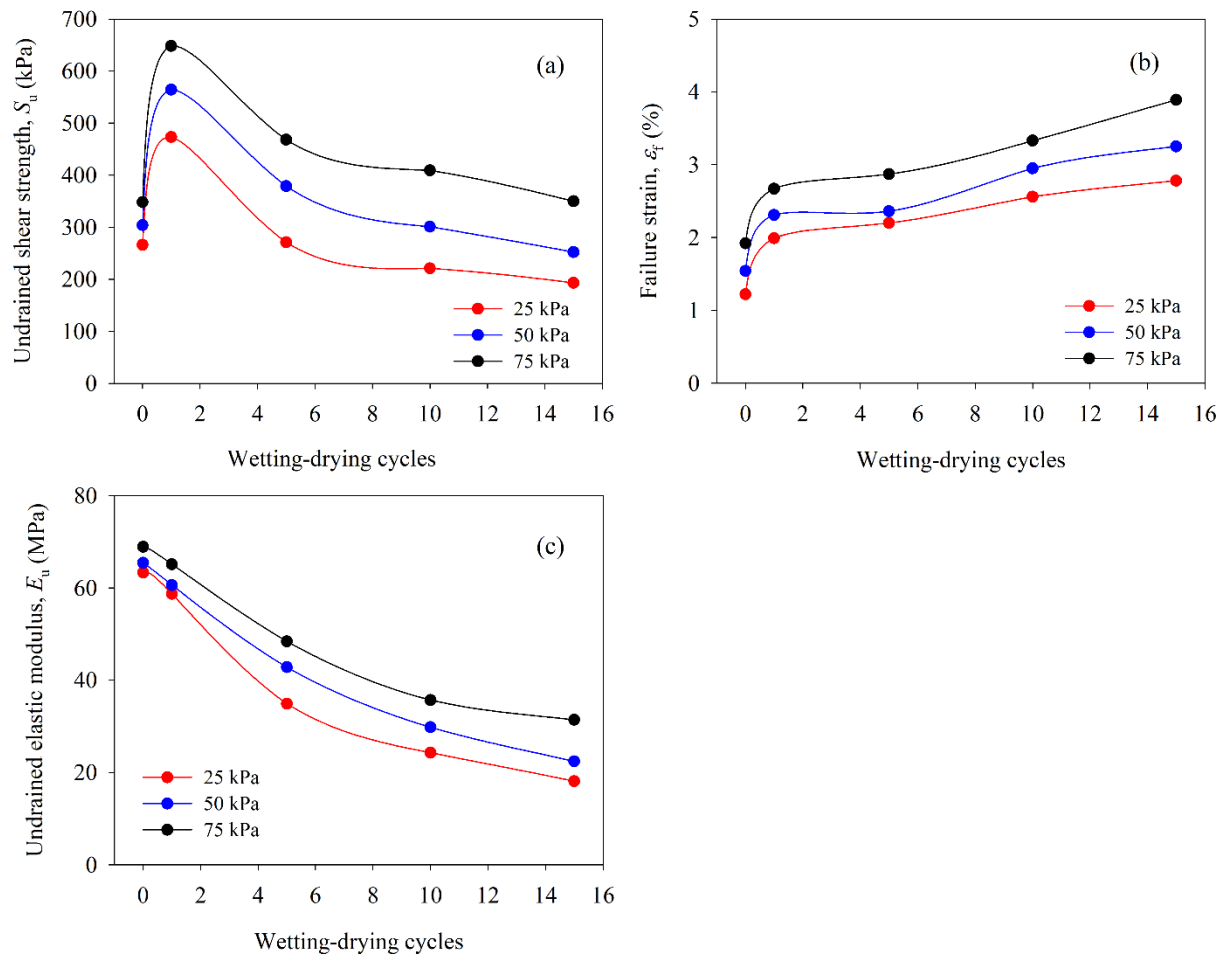 Undrained shear strength, Su (kPa)
700
600
500
400
300
200
100
0
(a)
25 kPa
50 kPa
75 kPa
0 2 4 6 8 10 12 14 16
Wetting-drying cycles
Failure strain, εf (%)
5
4
3
2
1
0
(b)
25 kPa
50 kPa
75 kPa
0 2 4 6 8 10 12 14 16
Wetting-drying cycles
Undrained elastic modulus, Eu (MPa)
80
60
40
20
0
(c)
25 kPa
50 kPa
75 kPa
0 2 4 6 8 10 12 14 16
Wetting-drying cycles